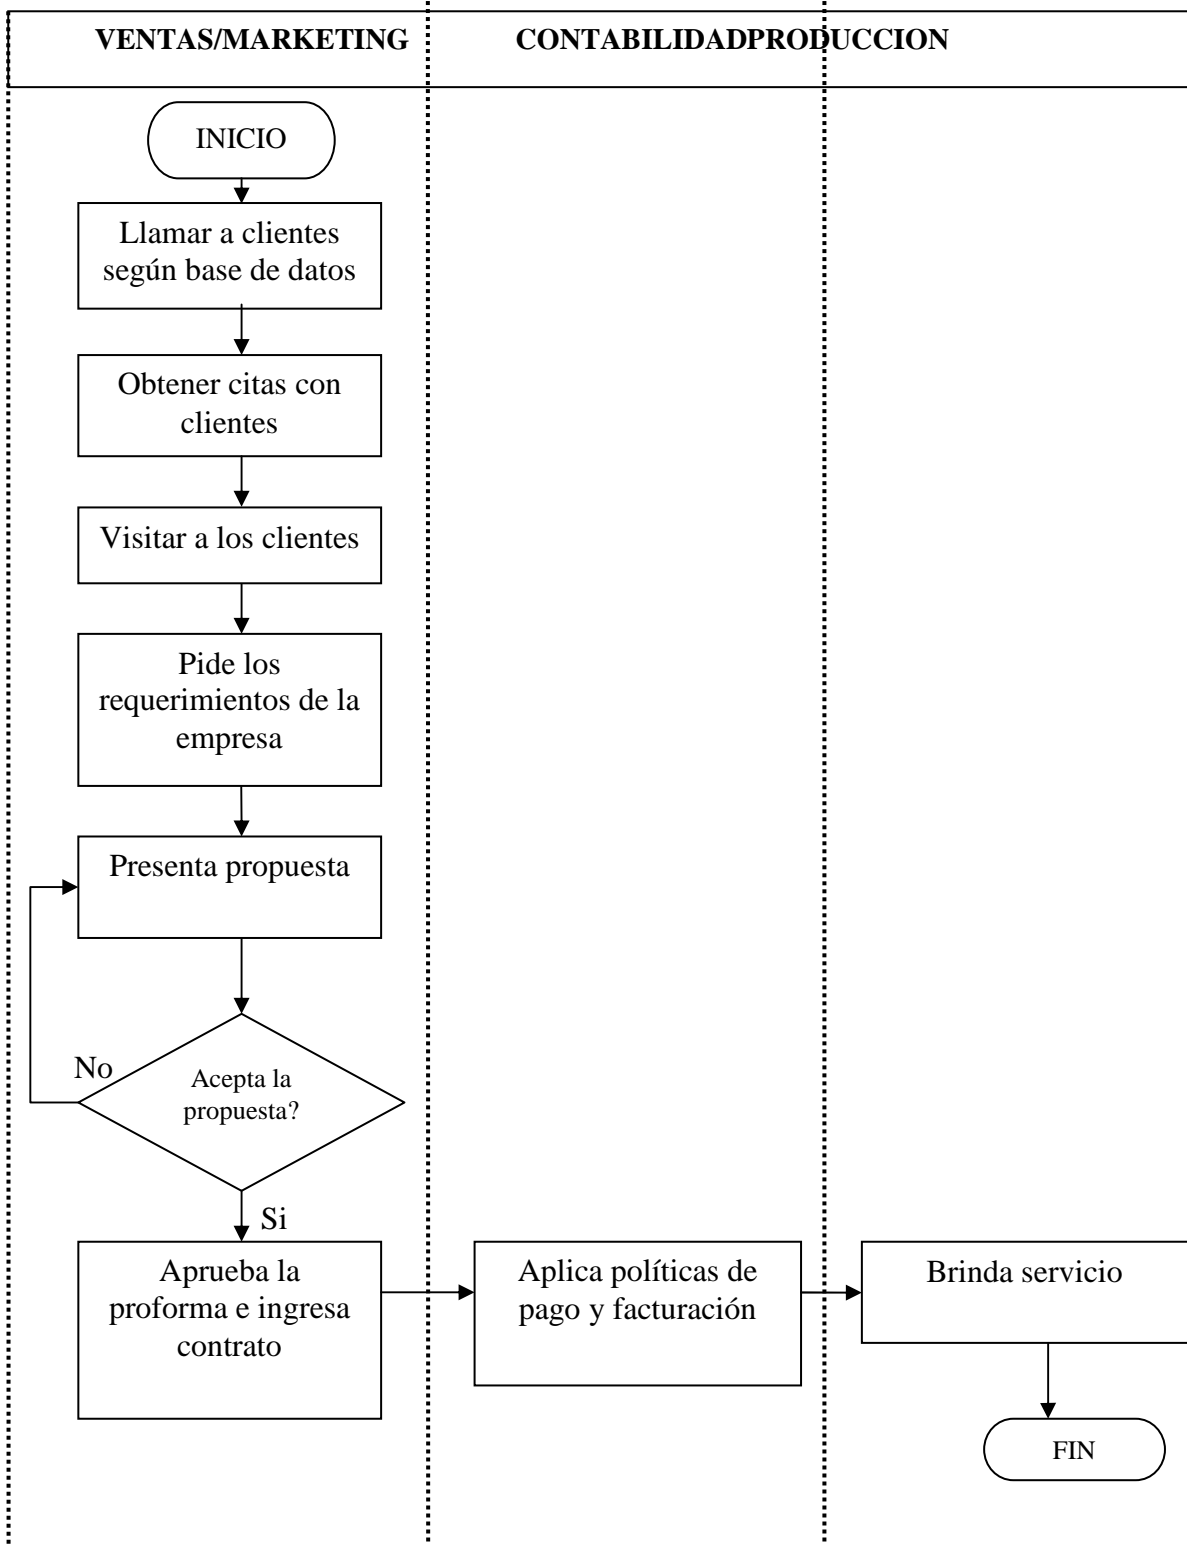 VENTAS/MARKETING CONTABILIDADPRODUCCION
INICIO
Llamar a clientes
según base de datos
Obtener citas con
clientes
Visitar a los clientes
Pide los
requerimientos de la
empresa
Presenta propuesta
No
Acepta la
propuesta?
Si
Aprueba la
proforma e ingresa
contrato
Aplica políticas de
pago y facturación
Brinda servicio
FIN